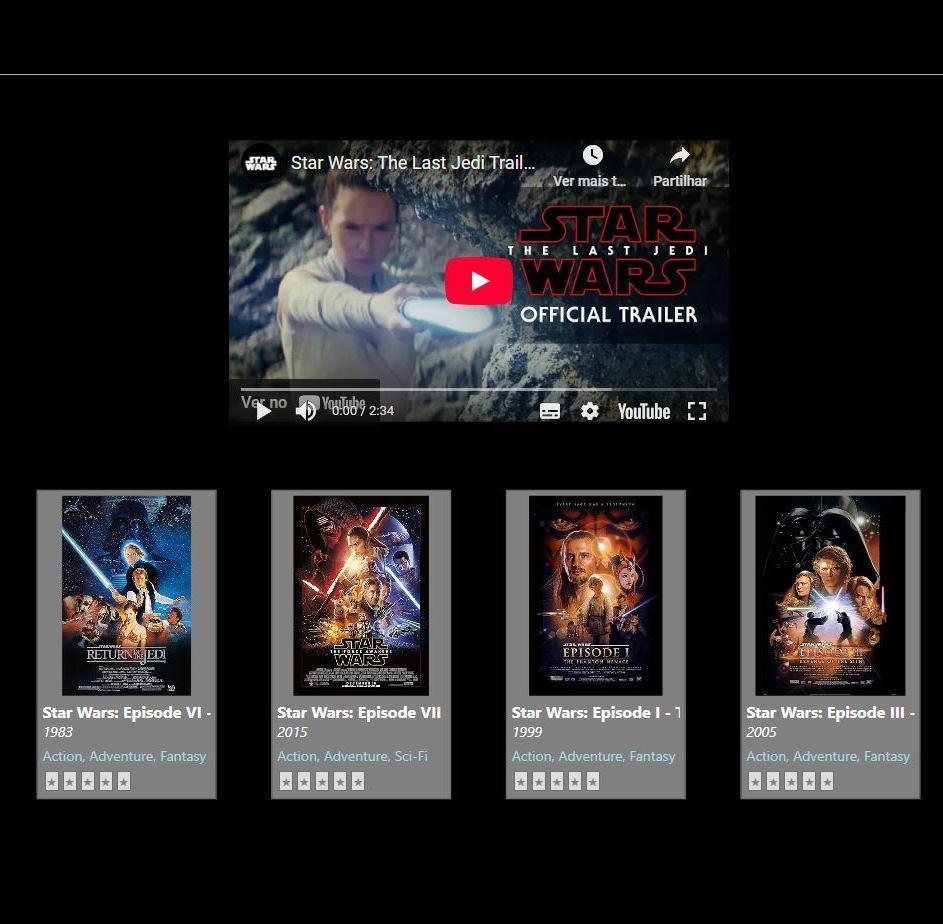 STAR WARS
Star Wars: The Last Jedi Trail...
Ver mais t...
Partilhar
STAR
THE LAST JEDI
WARS
OFFICIAL TRAILER
Ver no YouTube
0:00 / 2:34
YouTube
RETURN OF THE JEDI
STAR
THE FORCE AWAKENS
WARS
EVERY SAGA HAS A BEGINNING
STAR WARS
EPISODE I
THE PHANTOM MENACE
STAR WARS
EPISODE III
REVENGE OF THE SITH
Star Wars: Episode VI -
1983
Action, Adventure, Fantasy
Star Wars: Episode VII
2015
Action, Adventure, Sci-Fi
Star Wars: Episode I - T
1999
Action, Adventure, Fantasy
Star Wars: Episode III -
2005
Action, Adventure, Fantasy